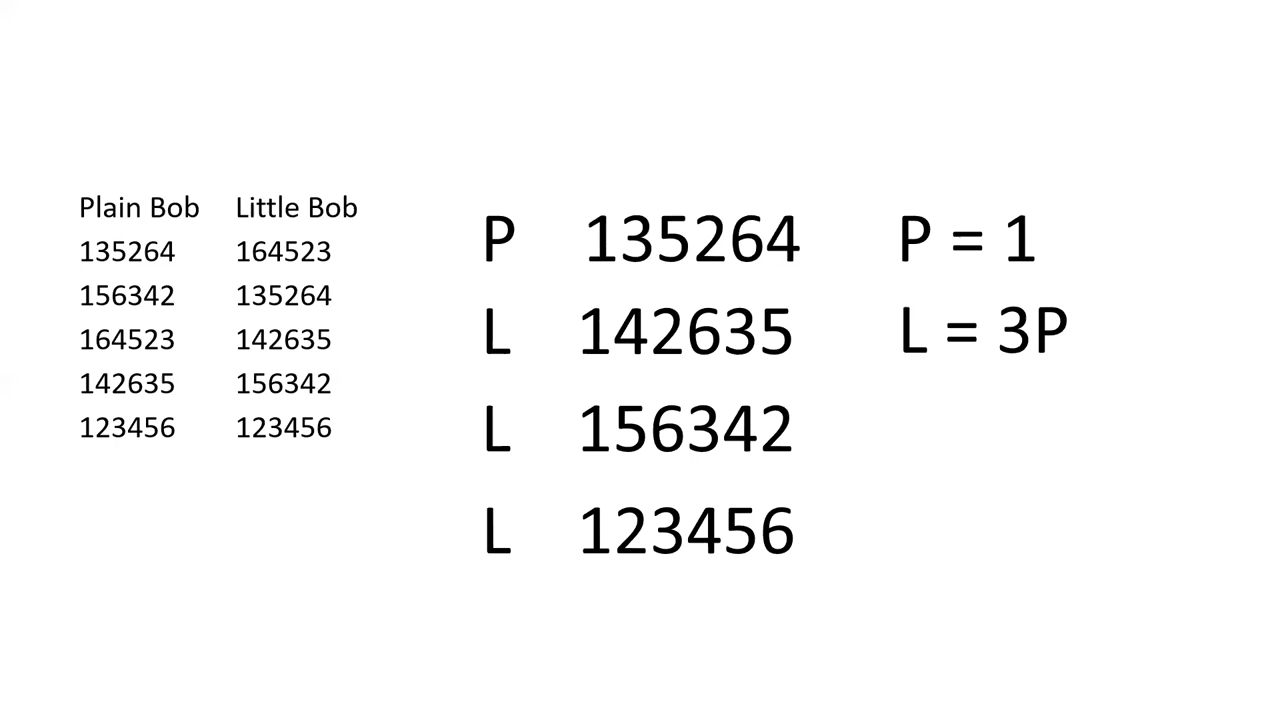 Plain Bob Little Bob
135264 164523
156342 135264
164523 142635
142635 156342
123456 123456
P 135264 P = 1
L 142635 L = 3P
L 156342
L 123456